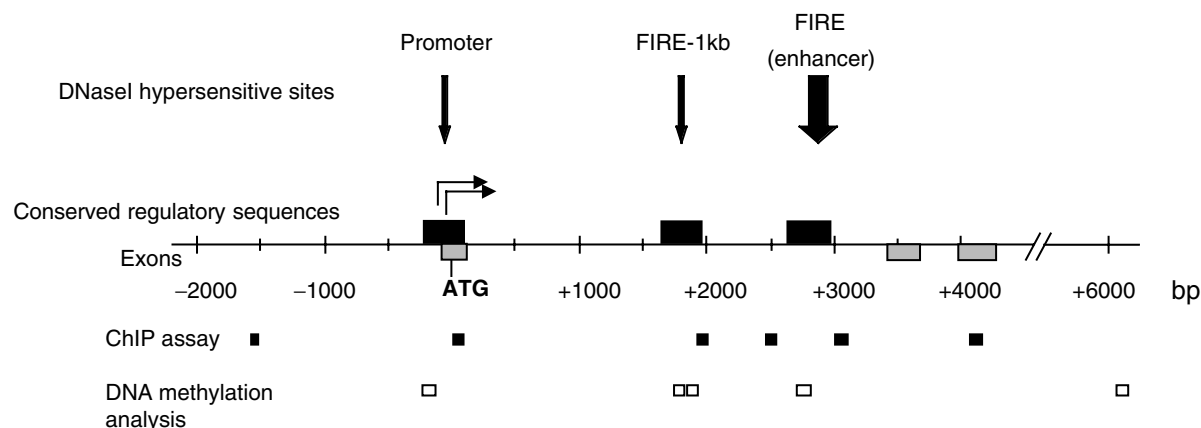 Promoter
FIRE-1kb
FIRE
(enhancer)
DNaseI hypersensitive sites
Conserved regulatory sequences
Exons
−2000
−1000
ATG
+1000
+2000
+3000
+4000
+6000
bp
ChIP assay
DNA methylation
analysis